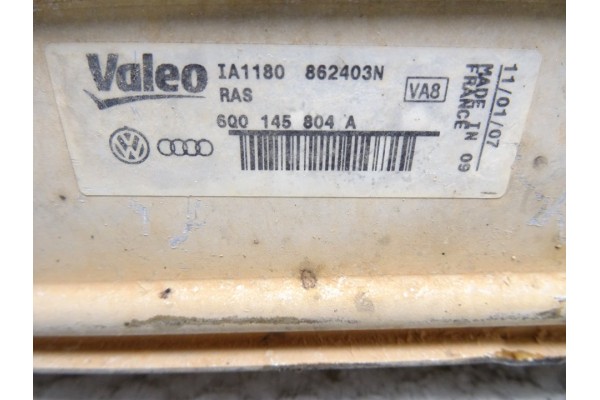 Valeo IA1180 862403N
RAS
VA8
6Q0 145 804 A
11/01/07
MADE IN
FRANCE 09